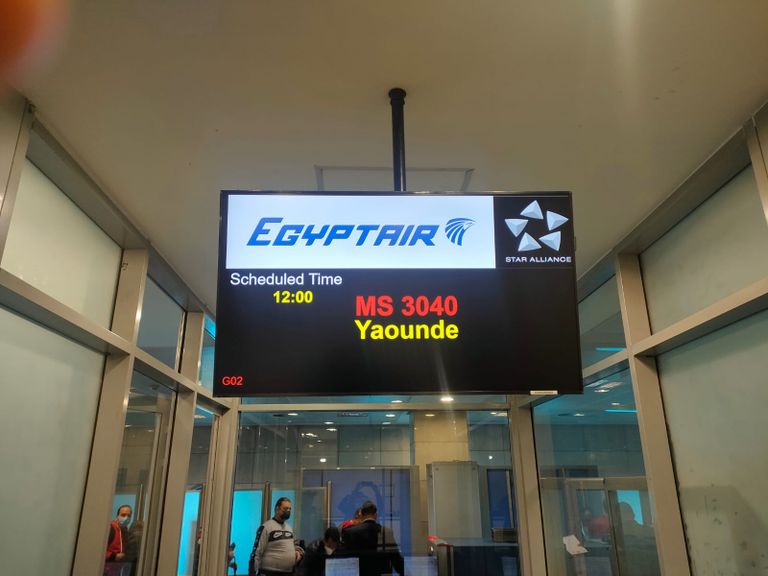 EGYPTAIR
STAR ALLIANCE
Scheduled Time
12:00
MS 3040
Yaounde
G02